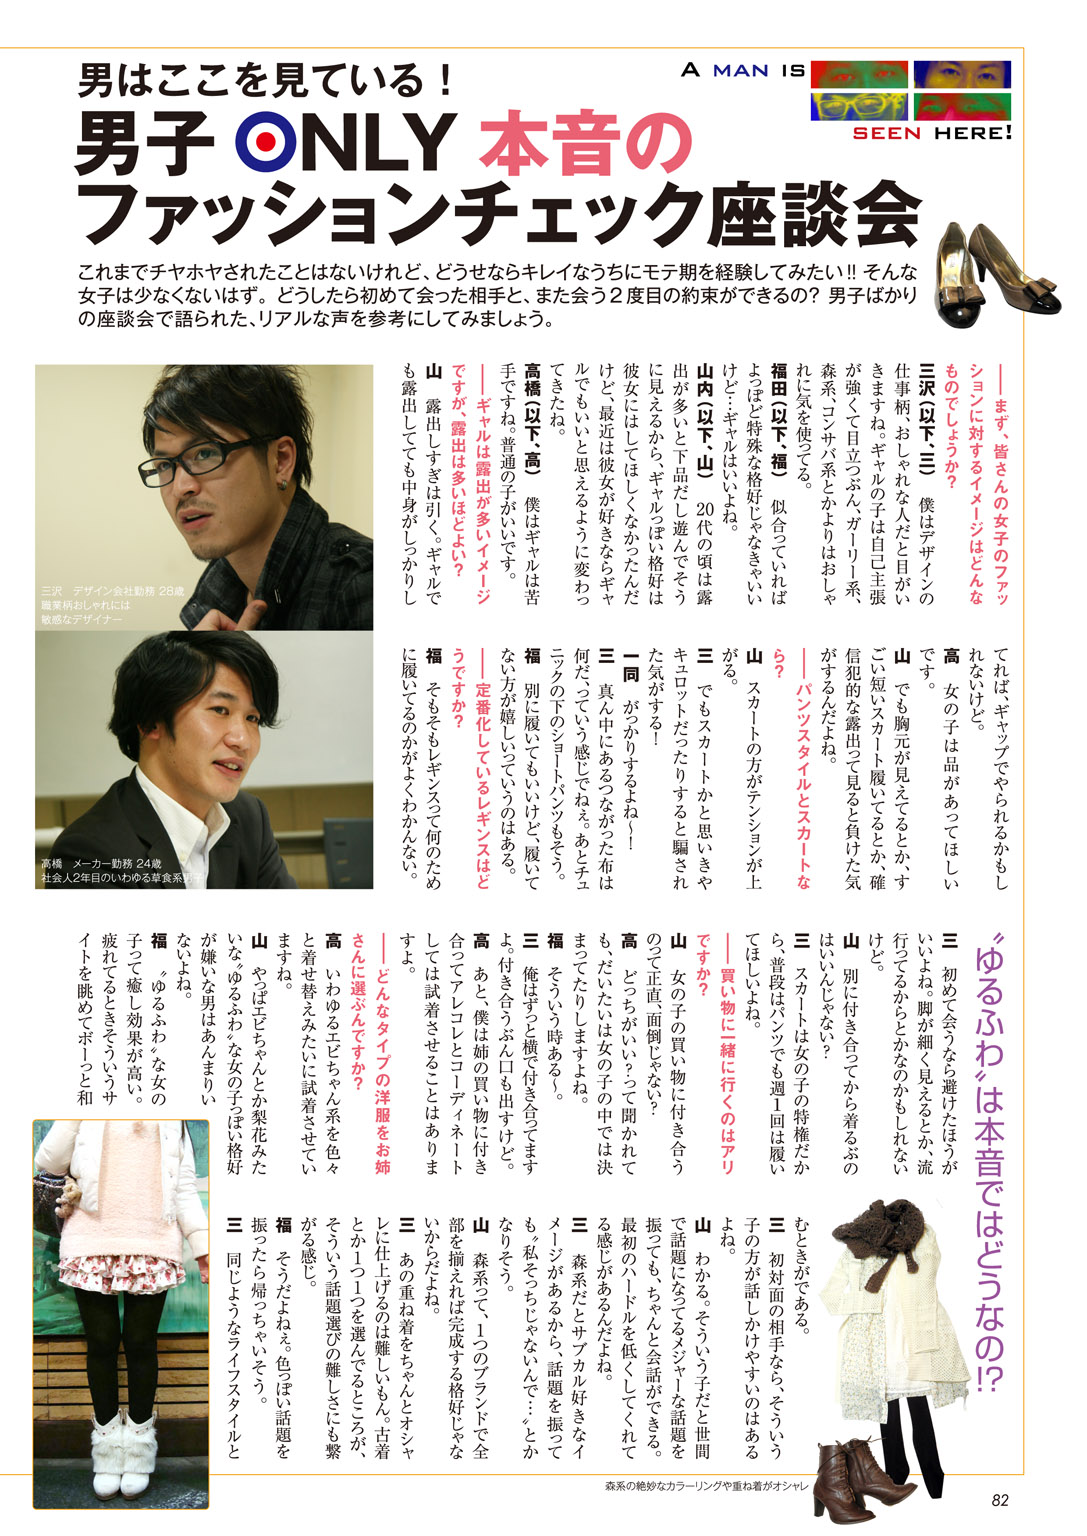 男はここを見ている！
男子 ONLY 本音の
ファッションチェック座談会
A MAN IS
SEEN HERE!
これまでチヤホヤされたことはないけれど、どうせならキレイなうちにモテ期を経験してみたい!! そんな
女子は少なくないはず。どうしたら初めて会った相手と、また会う2度目の約束ができるの? 男子ばかり
の座談会で語られた、リアルな声を参考にしてみましょう。
――まず、皆さんの女子のファッ
ションに対するイメージはどんな
ものでしょうか?
三沢（以下、三）　僕はデザインの
仕事柄、おしゃれな人だと目がい
きますね。ギャルの子は自己主張
が強くて目立つぶん、ガーリー系、
森系、コンサバ系とかよりはおしゃ
れに気を使ってる。
福田（以下、福）　似合っていれば
よっぽど特殊な格好じゃなきゃいい
けど…ギャルはいいよね。
山内（以下、山）　20代の頃は露
出が多いと下品だし遊んでそう
に見えるから、ギャルっぽい格好は
彼女にはしてほしくなかったんだ
けど、最近は彼女が好きならギャ
ルでもいいと思えるように変わっ
てきたね。
高橋（以下、高）　僕はギャルは苦
手ですね。普通の子がいいです。
――ギャルは露出が多いイメージ
ですが、露出は多いほどよい?
山　露出しすぎは引く。ギャルで
も露出してても中身がしっかりし
三沢　デザイン会社勤務 28歳
職業柄おしゃれには
敏感なデザイナー
高橋　メーカー勤務 24歳
社会人2年目のいわゆる草食系男子
てれば、ギャップでやられるかもし
れないけど。
高　女の子は品があってほしい
です。
山　でも胸元が見えてるとか、す
ごい短いスカート履いてるとか、確
信犯的な露出って見ると負けた気
がするんだよね。
――パンツスタイルとスカートな
ら?
山　スカートの方がテンションが上
がる。
三　でもスカートかと思いきや
キュロットだったりすると騙され
た気がする！
一同　がっかりするよね〜！
三　真ん中にあるつながった布は
何だ、っていう感じでねぇ。あとチュ
ニックの下のショートパンツもそう。
福　別に履いてもいいけど、履いて
ない方が嬉しいっていうのはある。
――定番化しているレギンスはど
うですか?
福　そもそもレギンスって何のため
に履いてるのかがよくわかんない。
“ゆるふわ”は本音ではどうなの!?
三　初めて会うなら避けたほうが
いいよね。脚が細く見えるとか、流
行ってるからとかなのかもしれない
けど。
山　別に付き合ってから着るぶの
はいいんじゃない?
三　スカートは女の子の特権だか
ら、普段はパンツでも週1回は履い
てほしいよね。
――買い物に一緒に行くのはアリ
ですか?
山　女の子の買い物に付き合う
のって正直、面倒じゃない?
高　どっちがいい?って聞かれて
も、だいたいは女の子の中では決
まってたりしますよね。
福　そういう時ある〜。
三　俺はずっと横で付き合ってます
よ。付き合うぶん口も出すけど。
高　あと、僕は姉の買い物に付き
合ってアレコレとコーディネート
しては試着させることはありま
すよ。
――どんなタイプの洋服をお姉
さんに選ぶんですか?
高　いわゆるエビちゃん系を色々
と着せ替えみたいに試着させてい
ますね。
山　やっぱエビちゃんとか梨花みた
いな“ゆるふわ”な女の子っぽい格好
が嫌いな男はあんまりい
ないよね。
福　“ゆるふわ”な女の
子って癒し効果が高い。
疲れてるときそういうサ
イトを眺めてボーっと和
むときがである。
三　初対面の相手なら、そういう
子の方が話しかけやすいのはある
よね。
山　わかる。そういう子だと世間
で話題になってるメジャーな話題を
振っても、ちゃんと会話ができる。
最初のハードルを低くしてくれて
る感じがあるんだよね。
三　森系だとサブカル好きなイ
メージがあるから、話題を振って
も“私そっちじゃないんで…”とか
なりそう。
山　森系って、1つのブランドで全
部を揃えれば完成する格好じゃな
いからだよね。
三　あの重ね着をちゃんとオシャ
レに仕上げるのは難しいもん。古着
とか1つ1つを選んでるところが、
そういう話題選びの難しさにも繋
がる感じ。
福　そうだよねぇ。色っぽい話題を
振ったら帰っちゃいそう。
三　同じようなライフスタイルと
森系の絶妙なカラーリングや重ね着がオシャレ
82